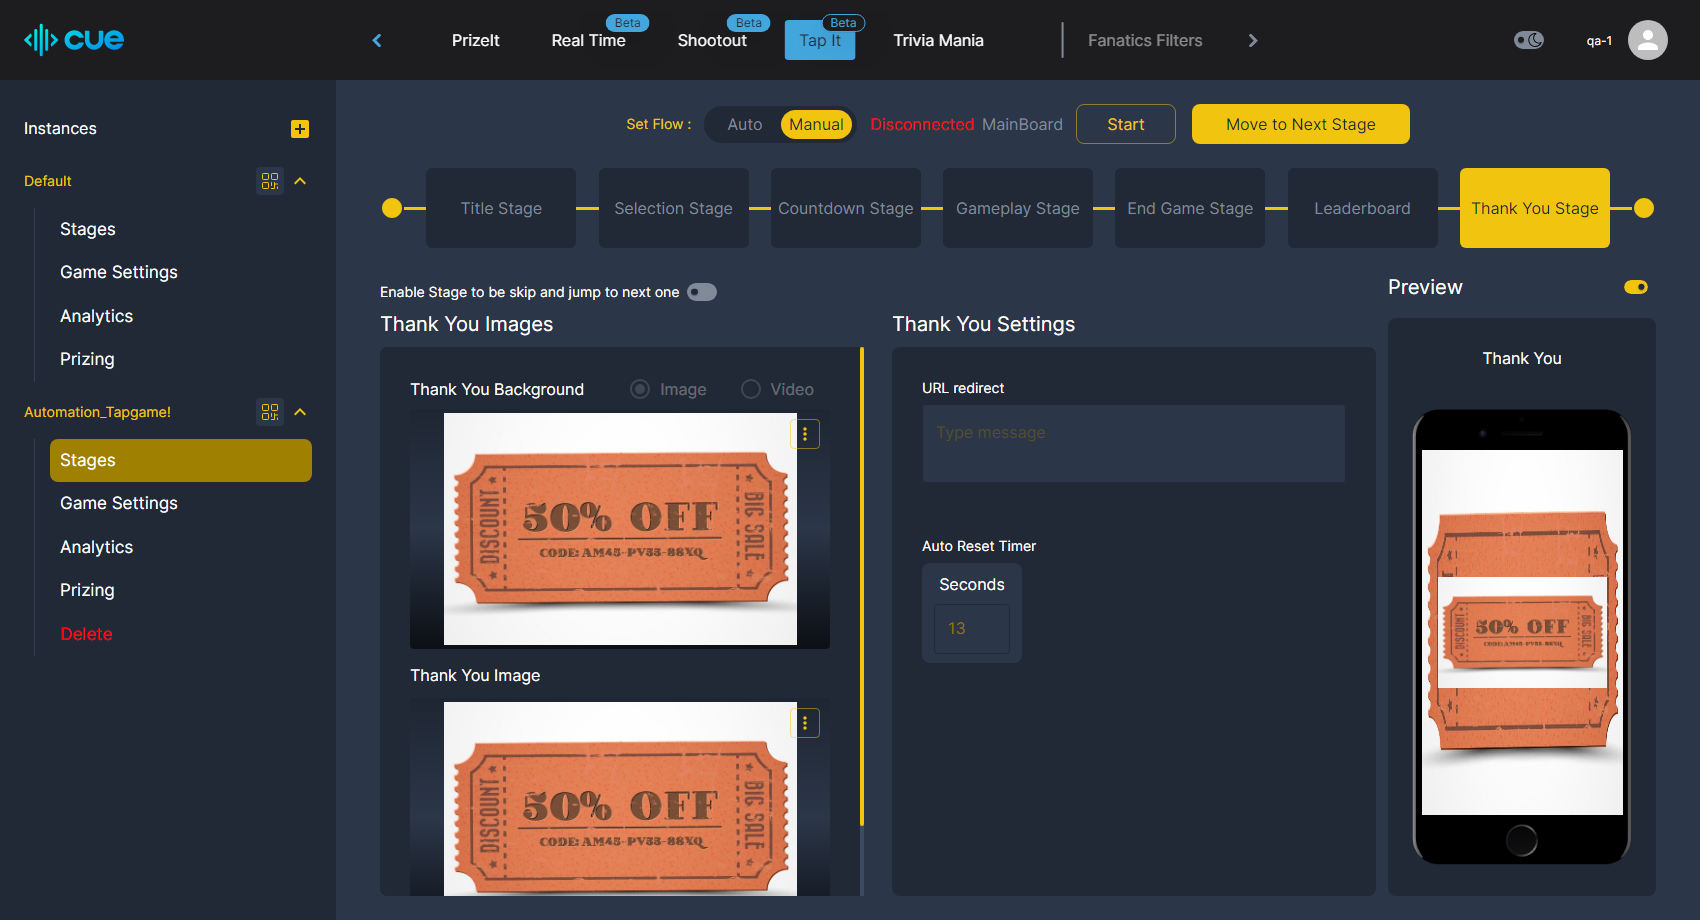 cue
PrizeIt
Real Time
Beta
Shootout
Beta
Tap It
Beta
Trivia Mania
Fanatics Filters
qa-1
Instances
Default
Stages
Game Settings
Analytics
Prizing
Automation_Tapgame!
Stages
Game Settings
Analytics
Prizing
Delete
Set Flow :
Auto
Manual
Disconnected MainBoard
Start
Move to Next Stage
Title Stage
Selection Stage
Countdown Stage
Gameplay Stage
End Game Stage
Leaderboard
Thank You Stage
Enable Stage to be skip and jump to next one
Thank You Images
Thank You Background
Image
Video
DISCOUNT
50% OFF
CODE: AM45-PV33-88XQ
BIG SALE
Thank You Image
DISCOUNT
50% OFF
CODE: AM45-PV33-88XQ
BIG SALE
Thank You Settings
URL redirect
Type message
Auto Reset Timer
Seconds
13
Preview
Thank You
DISCOUNT
50% OFF
CODE: AM45-PV33-88XQ
BIG SALE